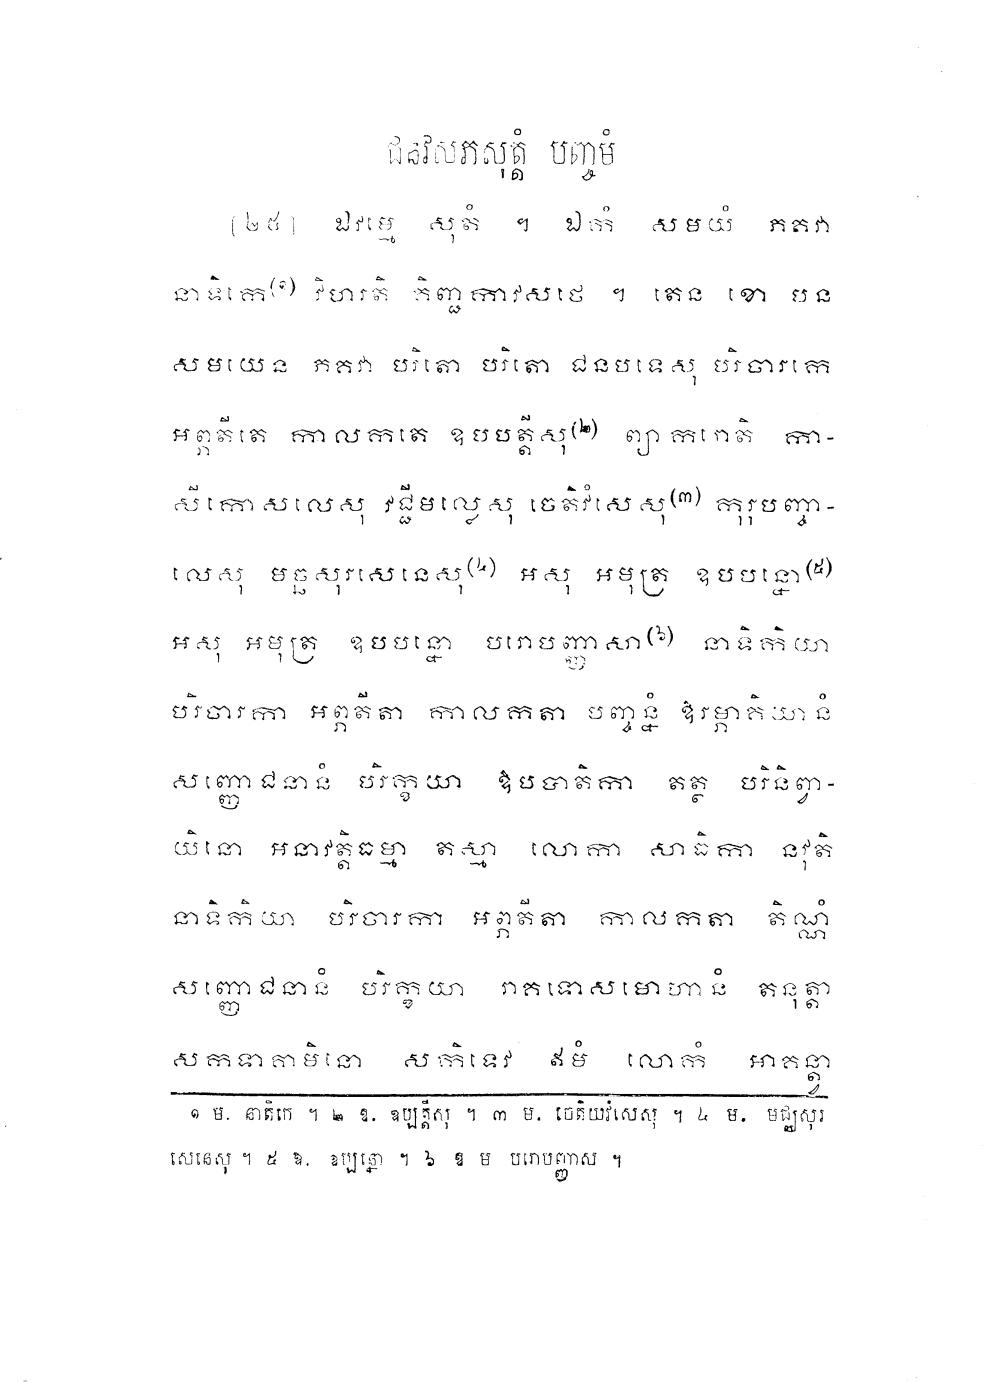 ជនវសភសុត្តំ បញ្ចមំ
[២៥] ឯវម្មេ សុតំ ។ ឯកំ សមយំ ភគវា
នាទិកេ(១) វិហរតិ គិញ្ជកាវសថេ ។ តេន ខោ បន
សមយេន ភគវា បរិតោ បរិតោ ជនបទេសុ បរិចារកេ
អព្ភតីតេ កាលកតេ ឧបបត្តីសុ(២) ព្យាករោតិ កា-
សីកោសលេសុ វជ្ជីមល្លេសុ ចេតិវំសេសុ(៣) កុរុបញ្ចា-
លេសុ មច្ឆសុរសេនេសុ(៤) អសុ អមុត្រ ឧបបន្នោ(៥)
អសុ អមុត្រ ឧបបន្នោ បរោបញ្ញាសា(៦) នាទិកិយា
បរិចារកា អព្ភតីតា កាលកតា បញ្ចន្នំ ឱរម្ភាគិយានំ
សញ្ញោជនានំ បរិក្ខយា ឱបបាតិកា តត្ថ បរិនិព្វា-
យិនោ អនាវត្តិធម្មា តស្មា លោកា សាធិកា នវុតិ
នាទិកិយា បរិចារកា អព្ភតីតា កាលកតា តិណ្ណំ
សញ្ញោជនានំ បរិក្ខយា រាគទោសមោហានំ តនុត្តា
សកទាគាមិនោ សកិទេវ ឥមំ លោកំ អាគន្ត្វា
១ ម. នាតិកេ ។ ២ ឱ. ឧប្បត្តីសុ ។ ៣ ម. ចេតិយវំសេសុ ។ ៤ ម. មជ្ឈសុរ
សេនេសុ ។ ៥ ឱ. ឧប្បន្នោ ។ ៦ ឱ ម បរោបញ្ញាស ។